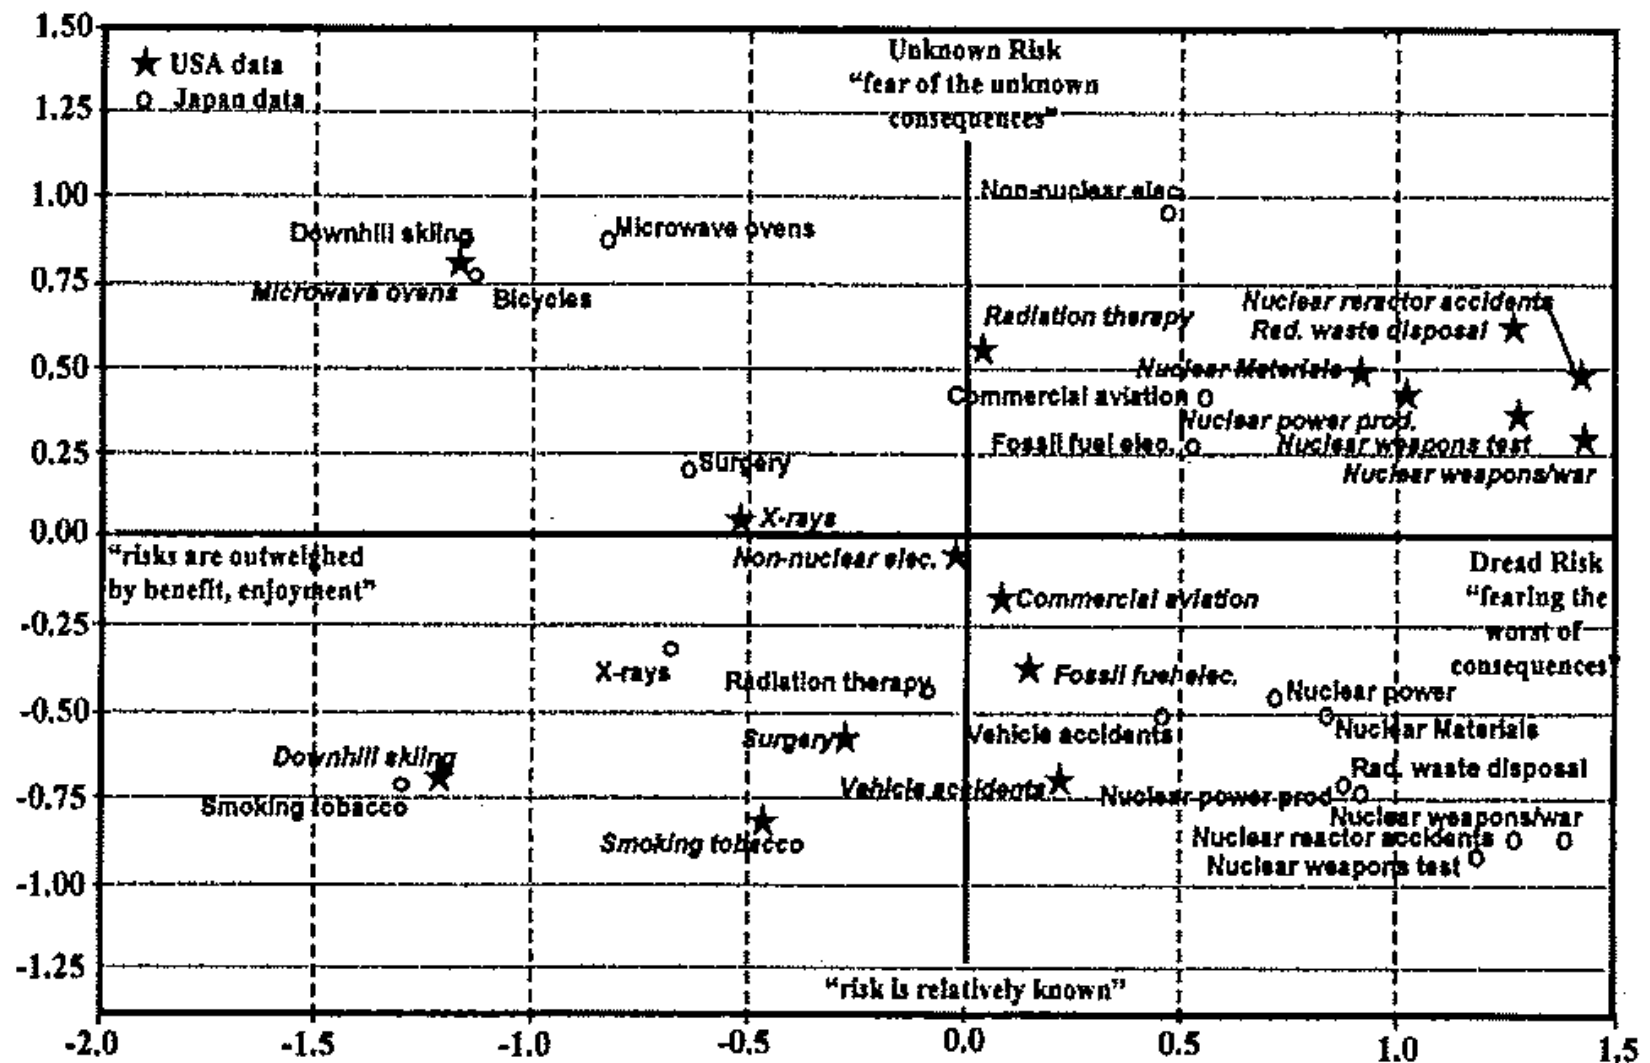 1.50
★ USA data
o Japan data
Unknown Risk
“fear of the unknown
consequences”
1.25
1.00
Non-nuclear elec.
Downhill skiing
Microwave ovens
0.75
Microwave ovens
Bicycles
Nuclear reractor accidents
Radiation therapy
Rad. waste disposal
0.50
Nuclear Materials
Commercial aviation
Nuclear power prod.
Fossil fuel elec.
Nuclear weapons test
0.25
Surgery
Nuclear weapons/war
X-rays
0.00
“risks are outweighed
by benefit, enjoyment”
Non-nuclear elec.
Dread Risk
“fearing the
worst of
consequences”
Commercial aviation
-0.25
X-rays
Radiation therapy
Fossil fuel elec.
Nuclear power
-0.50
Surgery
Vehicle accidents
Nuclear Materials
Downhill skiing
Rad. waste disposal
-0.75
Smoking tobacco
Vehicle accidents
Nuclear power prod
Nuclear weapons/war
Smoking tobacco
Nuclear reactor accidents
Nuclear weapons test
-1.00
-1.25
“risk is relatively known”
-2.0
-1.5
-1.0
-0.5
0.0
0.5
1.0
1.5